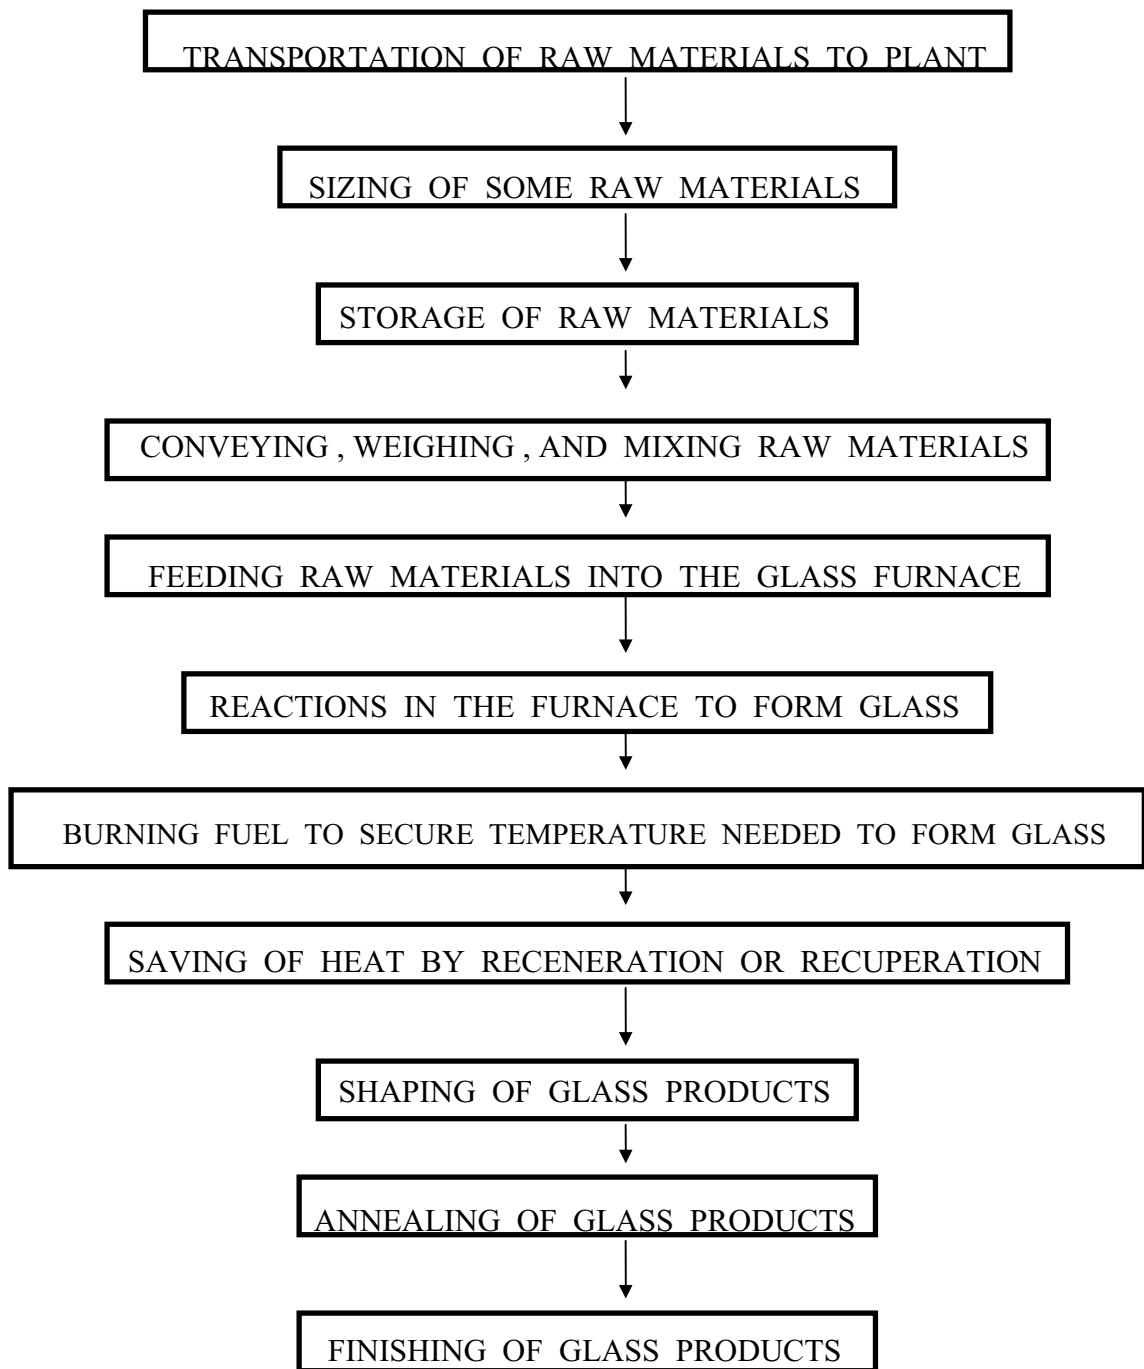 TRANSPORTATION OF RAW MATERIALS TO PLANT
SIZING OF SOME RAW MATERIALS
STORAGE OF RAW MATERIALS
CONVEYING , WEIGHING , AND MIXING RAW MATERIALS
FEEDING RAW MATERIALS INTO THE GLASS FURNACE
REACTIONS IN THE FURNACE TO FORM GLASS
BURNING FUEL TO SECURE TEMPERATURE NEEDED TO FORM GLASS
SAVING OF HEAT BY RECENERATION OR RECUPERATION
SHAPING OF GLASS PRODUCTS
ANNEALING OF GLASS PRODUCTS
FINISHING OF GLASS PRODUCTS